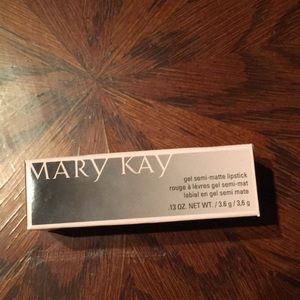 MARY KAY
gel semi-matte lipstick
rouge à lèvres gel semi-mat
labial en gel semi mate
.13 OZ. NET WT. / 3.6 g / 3,6 g